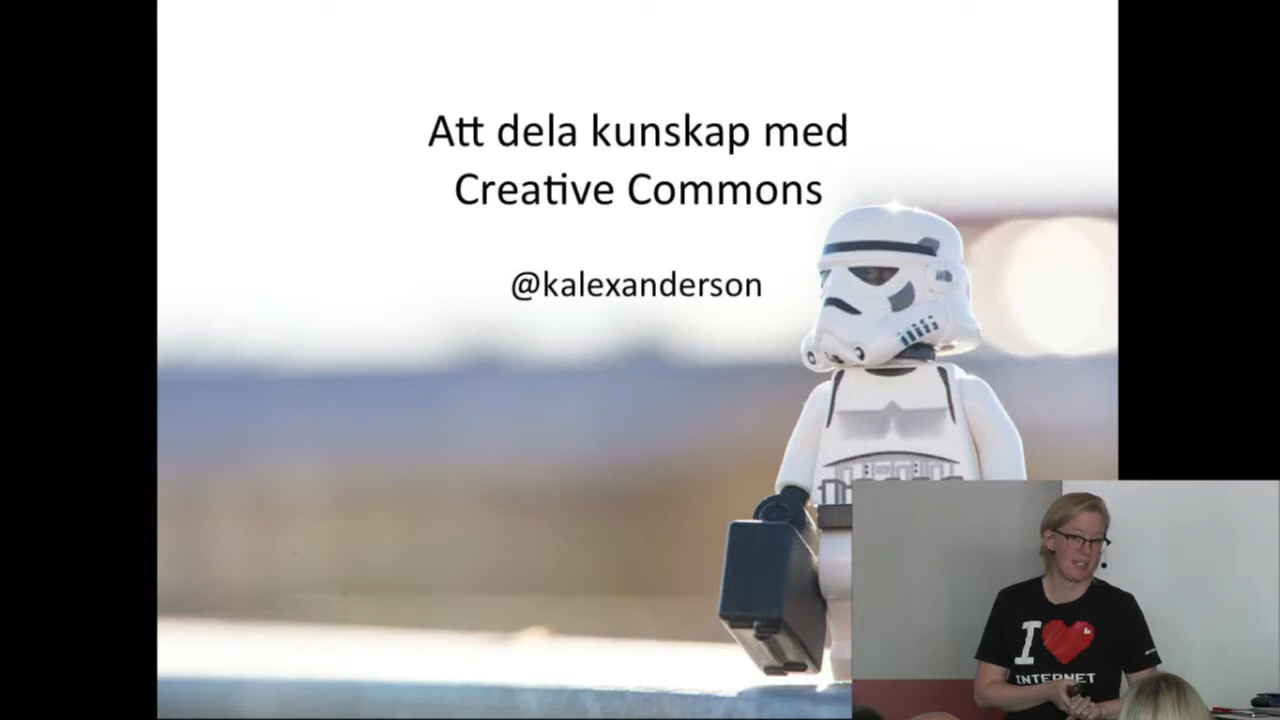 Att dela kunskap med
Creative Commons
@kalexanderson
I
INTERNET